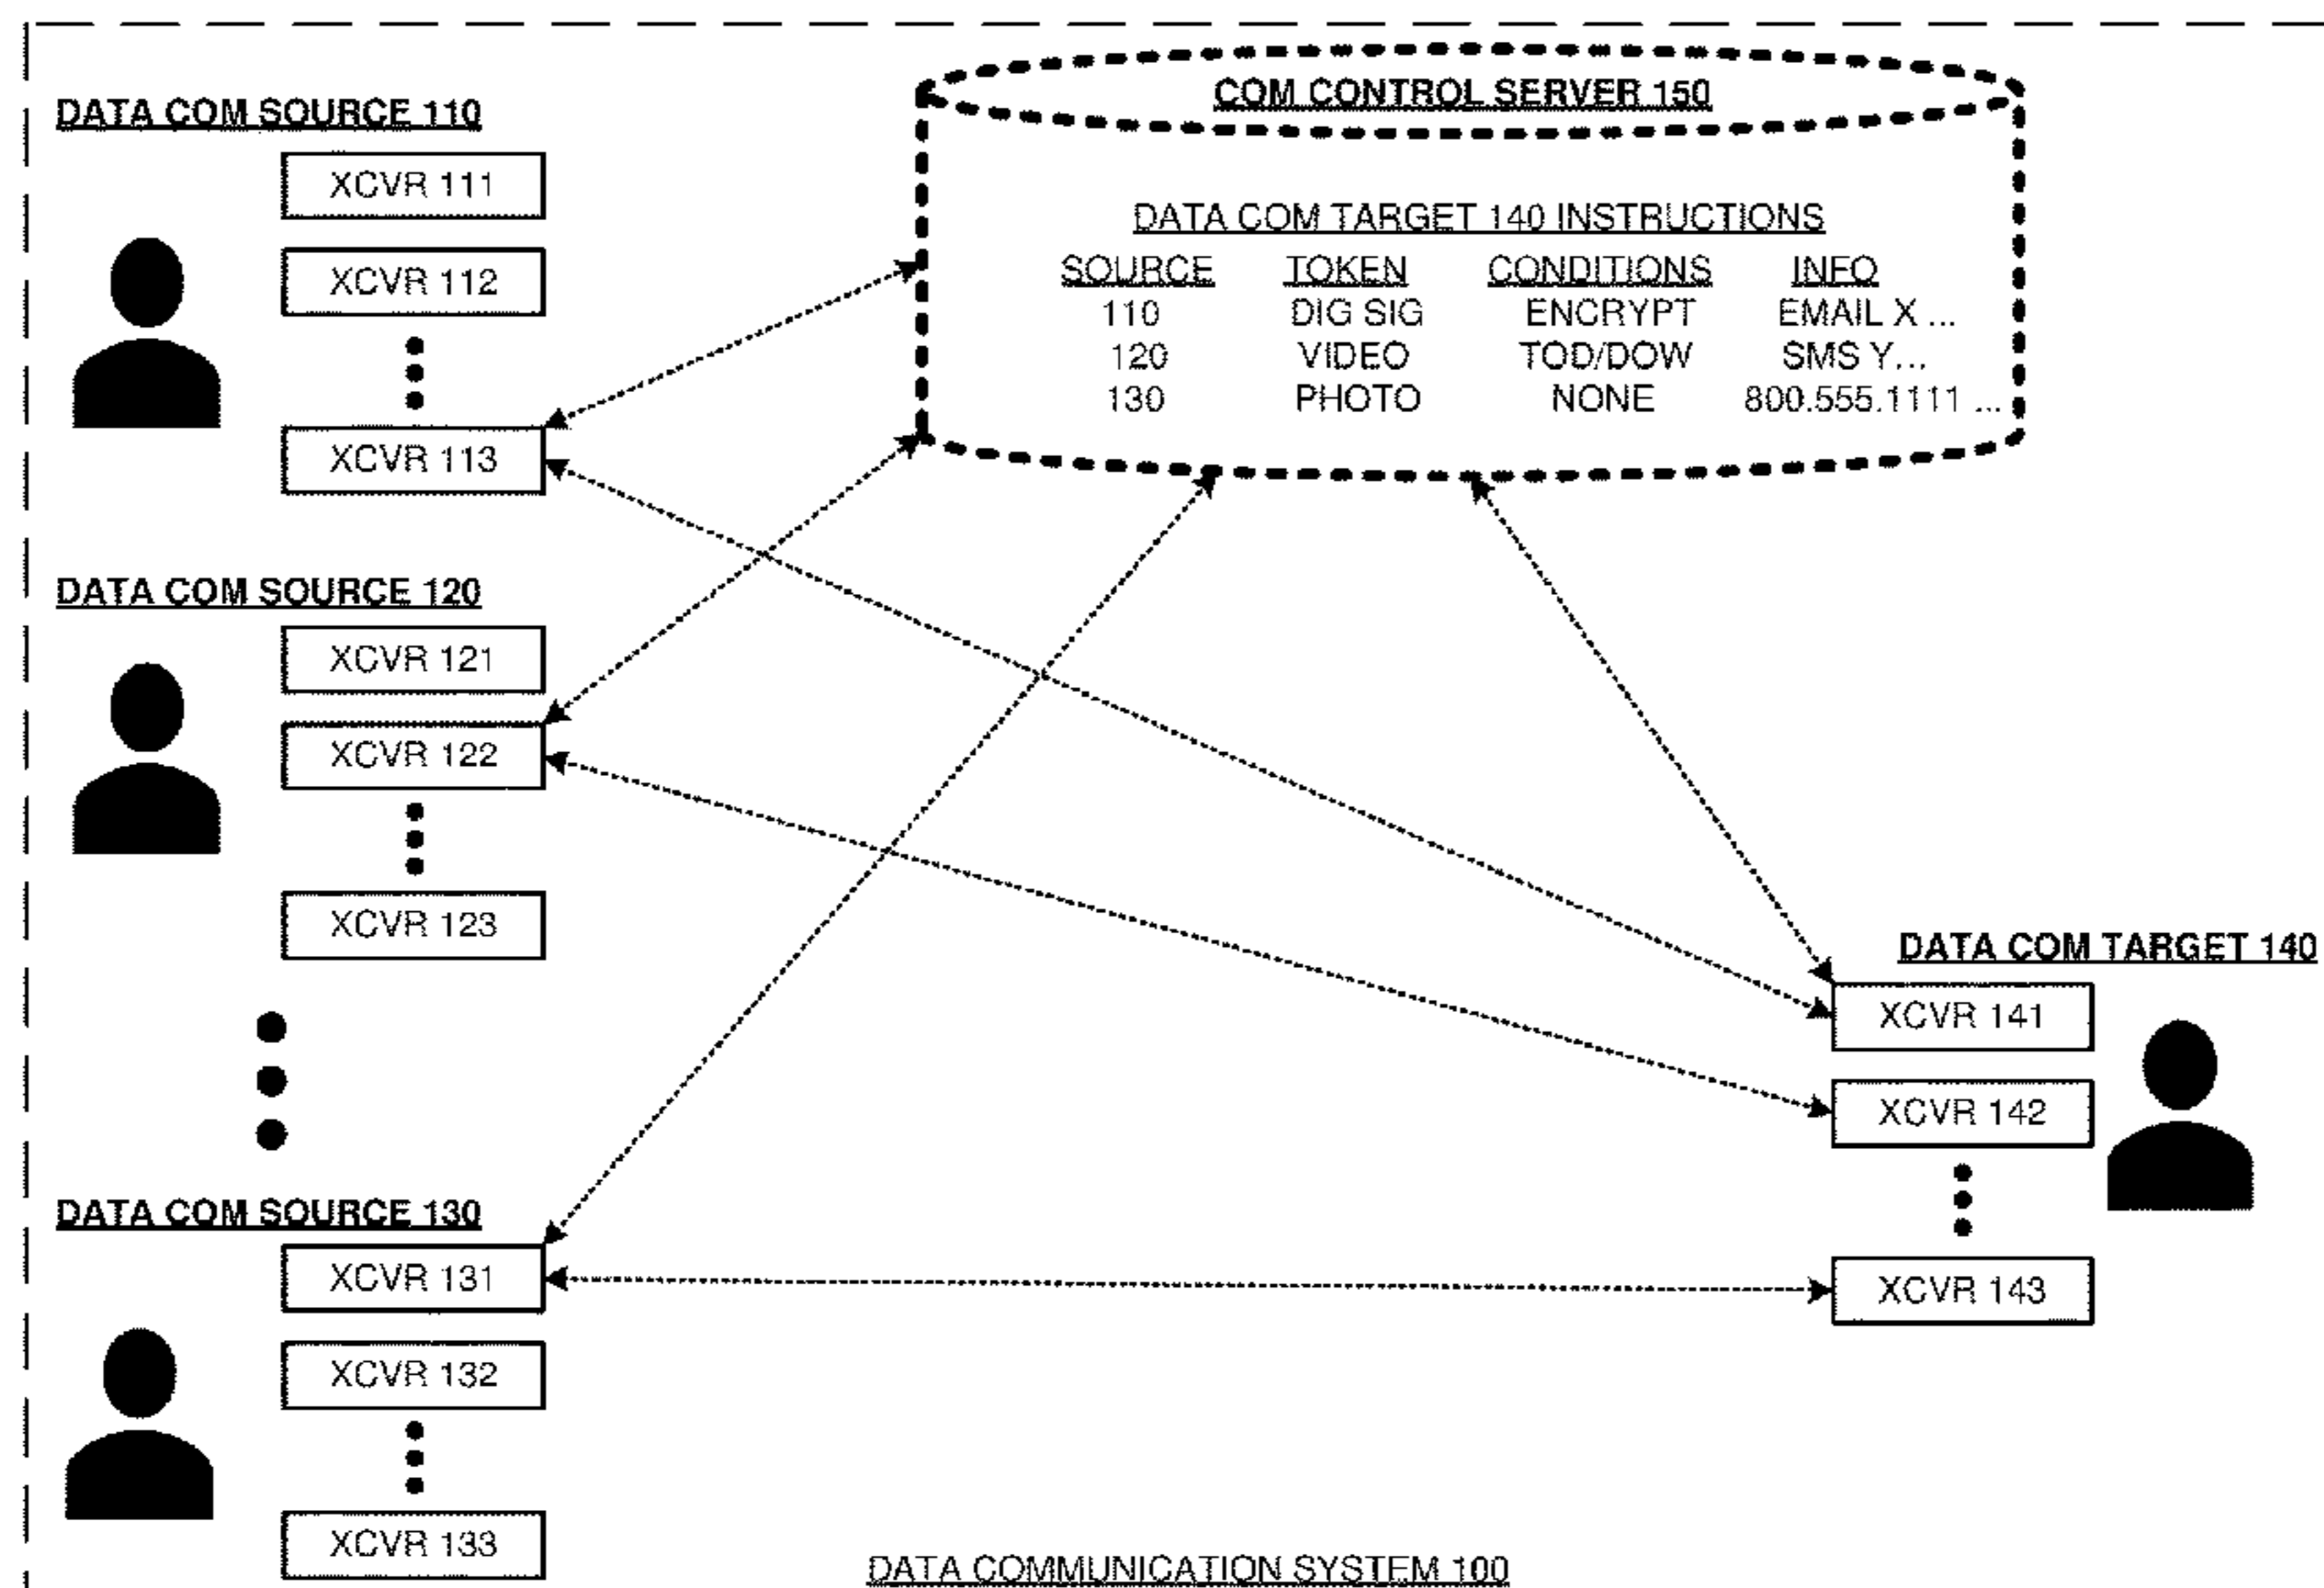 DATA COM SOURCE 110
XCVR 111
XCVR 112
XCVR 113
COM CONTROL SERVER 150
DATA COM TARGET 140 INSTRUCTIONS
SOURCE TOKEN CONDITIONS INFO
110 DIG SIG ENCRYPT EMAIL X ...
120 VIDEO TOD/DOW SMS Y...
130 PHOTO NONE 800.555.1111 ...
DATA COM SOURCE 120
XCVR 121
XCVR 122
XCVR 123
DATA COM TARGET 140
XCVR 141
XCVR 142
XCVR 143
DATA COM SOURCE 130
XCVR 131
XCVR 132
XCVR 133
DATA COMMUNICATION SYSTEM 100